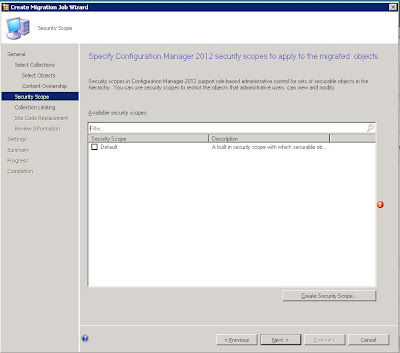 Create Migration Job Wizard
Security Scope
General
Select Collections
Select Objects
Content Ownership
Security Scope
Collection Limiting
Site Code Replacement
Review Information
Settings
Summary
Progress
Completion
Specify Configuration Manager 2012 security scopes to apply to the migrated objects
Security scopes in Configuration Manager 2012 support role-based administrative control for sets of securable objects in the
hierarchy. You can use security scopes to restrict the objects that administrative users can view and modify.
Available security scopes:
Filter...
Security Scope Description
Default A built-in security scope with which securable ob...
Create Security Scope...
< Previous Next > Summary Cancel